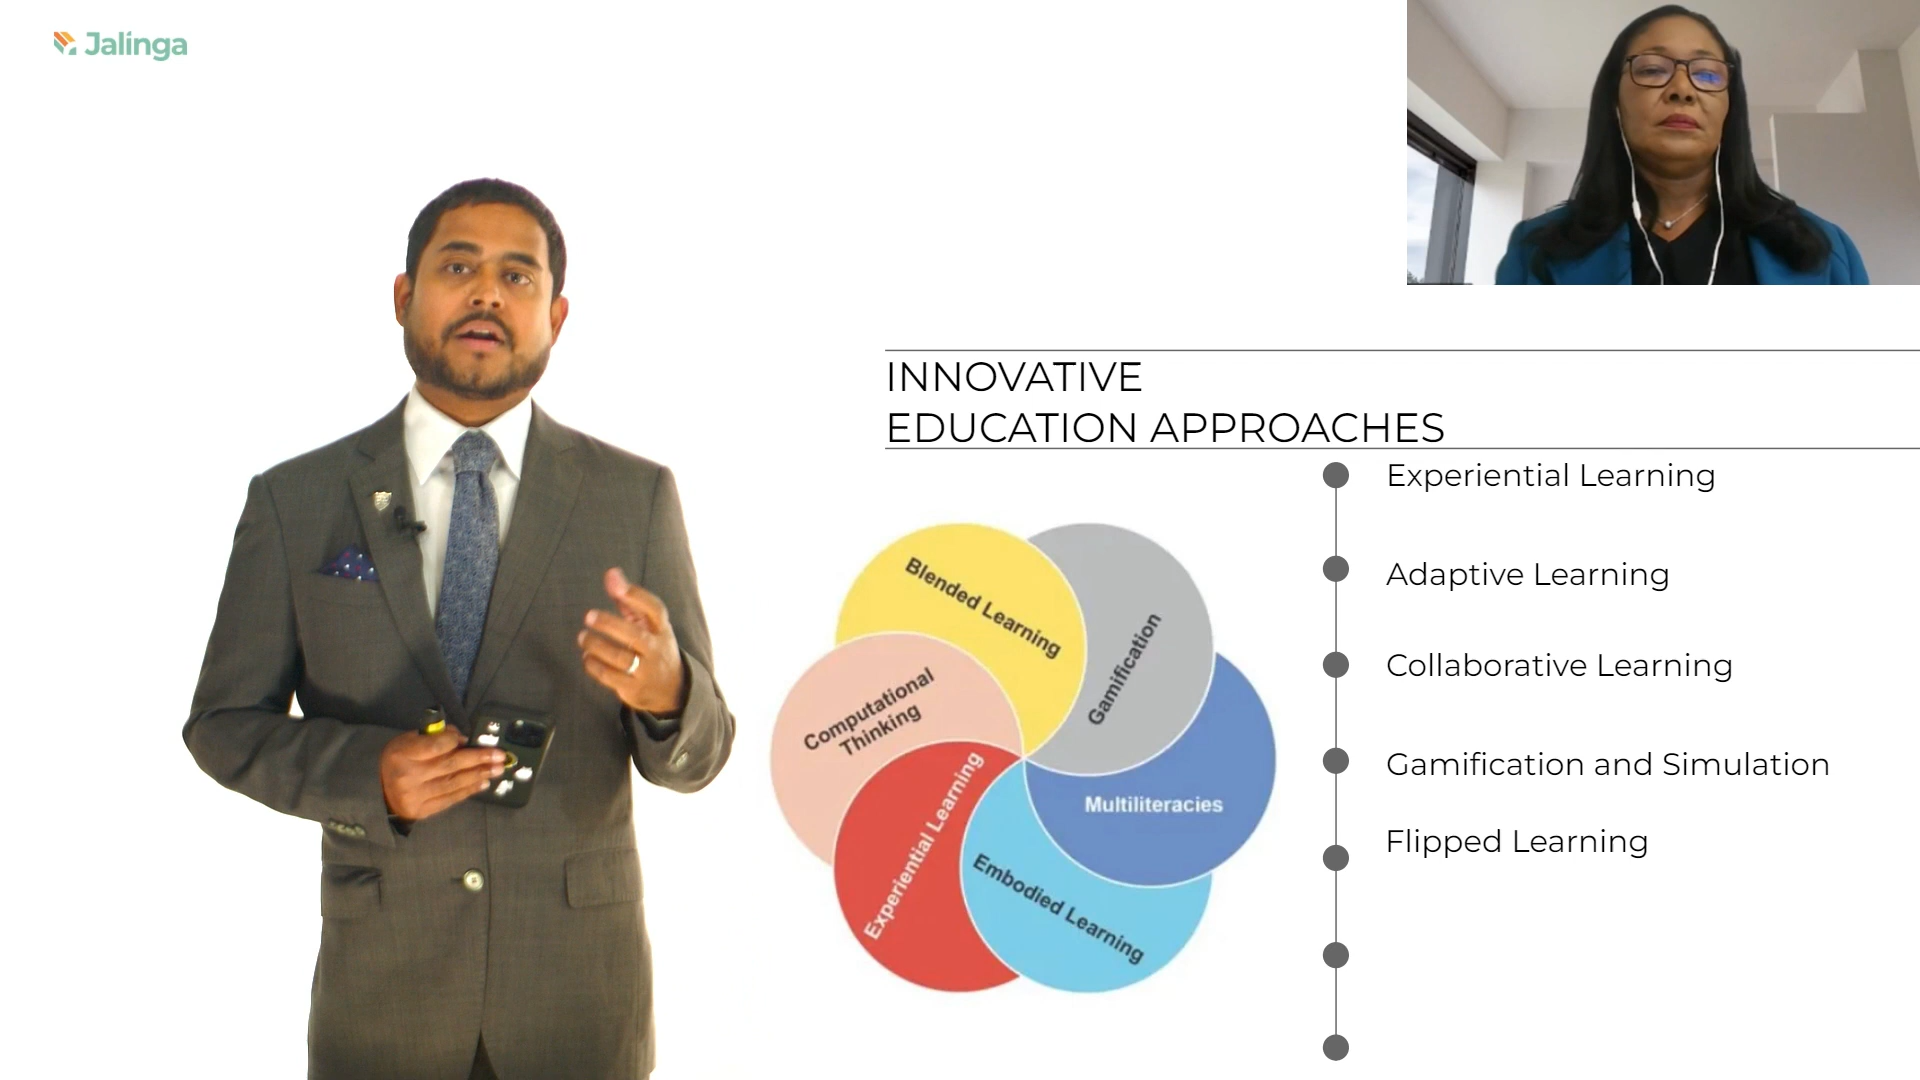 Jalinga
INNOVATIVE
EDUCATION APPROACHES
Experiential Learning
Adaptive Learning
Collaborative Learning
Gamification and Simulation
Flipped Learning
Blended Learning
Gamification
Multiliteracies
Embodied Learning
Experiential Learning
Computational
Thinking